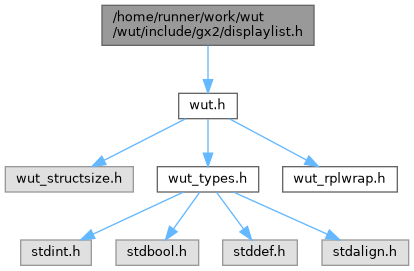 /home/runner/work/wut
/wut/include/gx2/displaylist.h
wut.h
wut_structsize.h
wut_types.h
wut_rplwrap.h
stdint.h
stdbool.h
stddef.h
stdalign.h